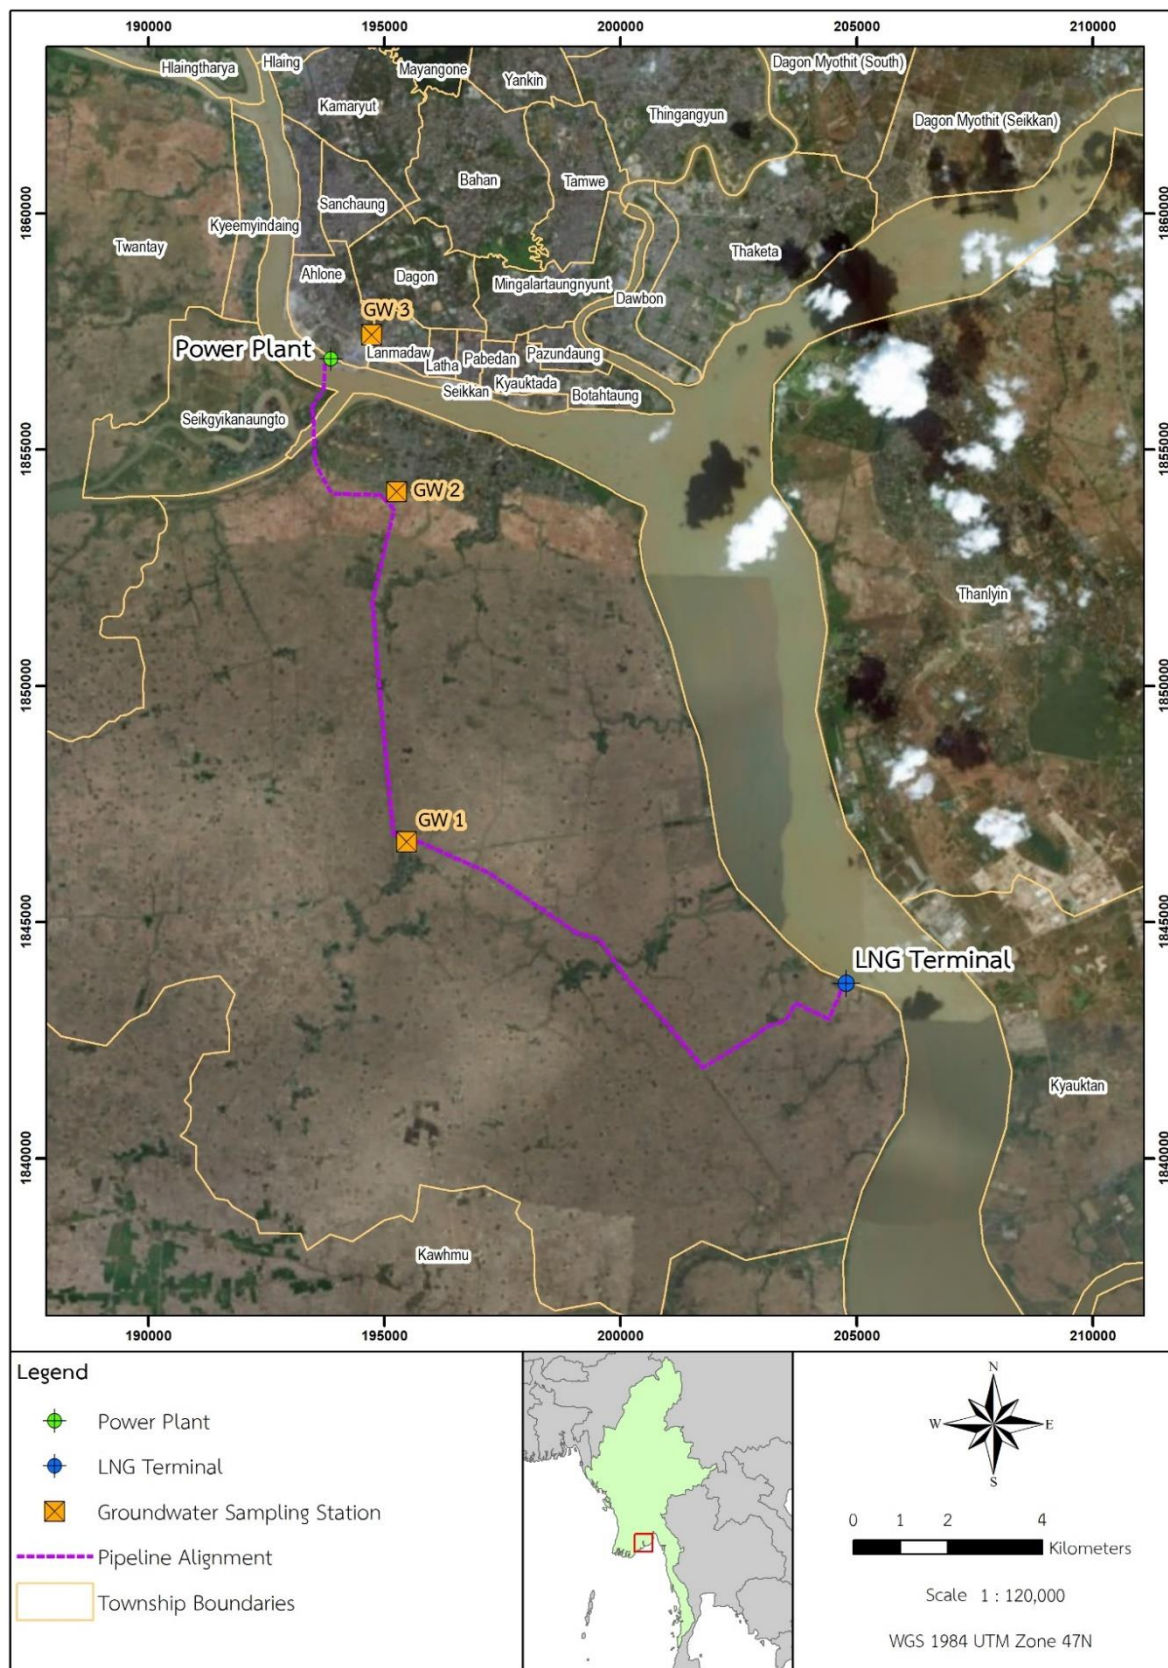 190000
195000
200000
205000
210000
Hlaingtharya
Hlaing
Mayangone
Yankin
Dagon Myothit (South)
Kamaryut
Thingangyun
Dagon Myothit (Seikkan)
1860000
1860000
Bahan
Tamwe
Sanchaung
Kyeemyindaing
Twantay
Thaketa
Ahlone
Dagon
Mingalartaungnyunt
Dawbon
GW 3
Power Plant
Lanmadaw
Latha
Pabedan
Pazundaung
Kyauktada
Seikkan
Botahtaung
Seikgyikanaungto
1855000
1855000
GW 2
Thanlyin
1850000
1850000
GW 1
1845000
1845000
LNG Terminal
Kyauktan
1840000
1840000
Kawhmu
190000
195000
200000
205000
210000
Legend
Power Plant
LNG Terminal
Groundwater Sampling Station
Pipeline Alignment
Township Boundaries
N
W
E
S
0 1 2 4
Kilometers
Scale 1 : 120,000
WGS 1984 UTM Zone 47N